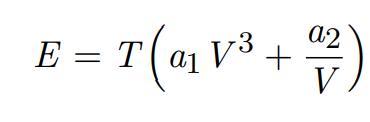 E = T(a₁ V³ + a₂/V)